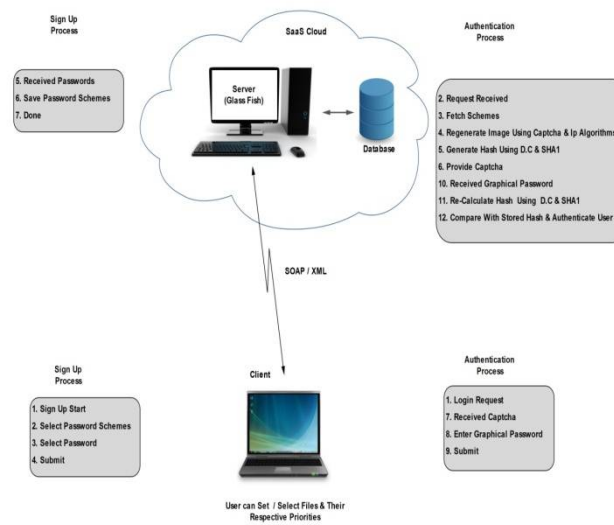 Sign Up
Process
SaaS Cloud
Authentication
Process
5. Received Passwords
6. Save Password Schemes
7. Done
Server
(Glass Fish)
Database
2. Request Received
3. Fetch Schemes
4. Regenerate Image Using Captcha & Ip Algorithms
5. Generate Hash Using D.C & SHA1
6. Provide Captcha
10. Received Graphical Password
11. Re-Calculate Hash Using D.C & SHA1
12. Compare With Stored Hash & Authenticate User
SOAP / XML
Sign Up
Process
Client
Authentication
Process
1. Sign Up Start
2. Select Password Schemes
3. Select Password
4. Submit
1. Login Request
7. Received Captcha
8. Enter Graphical Password
9. Submit
User can Set / Select Files & Their
Respective Priorities